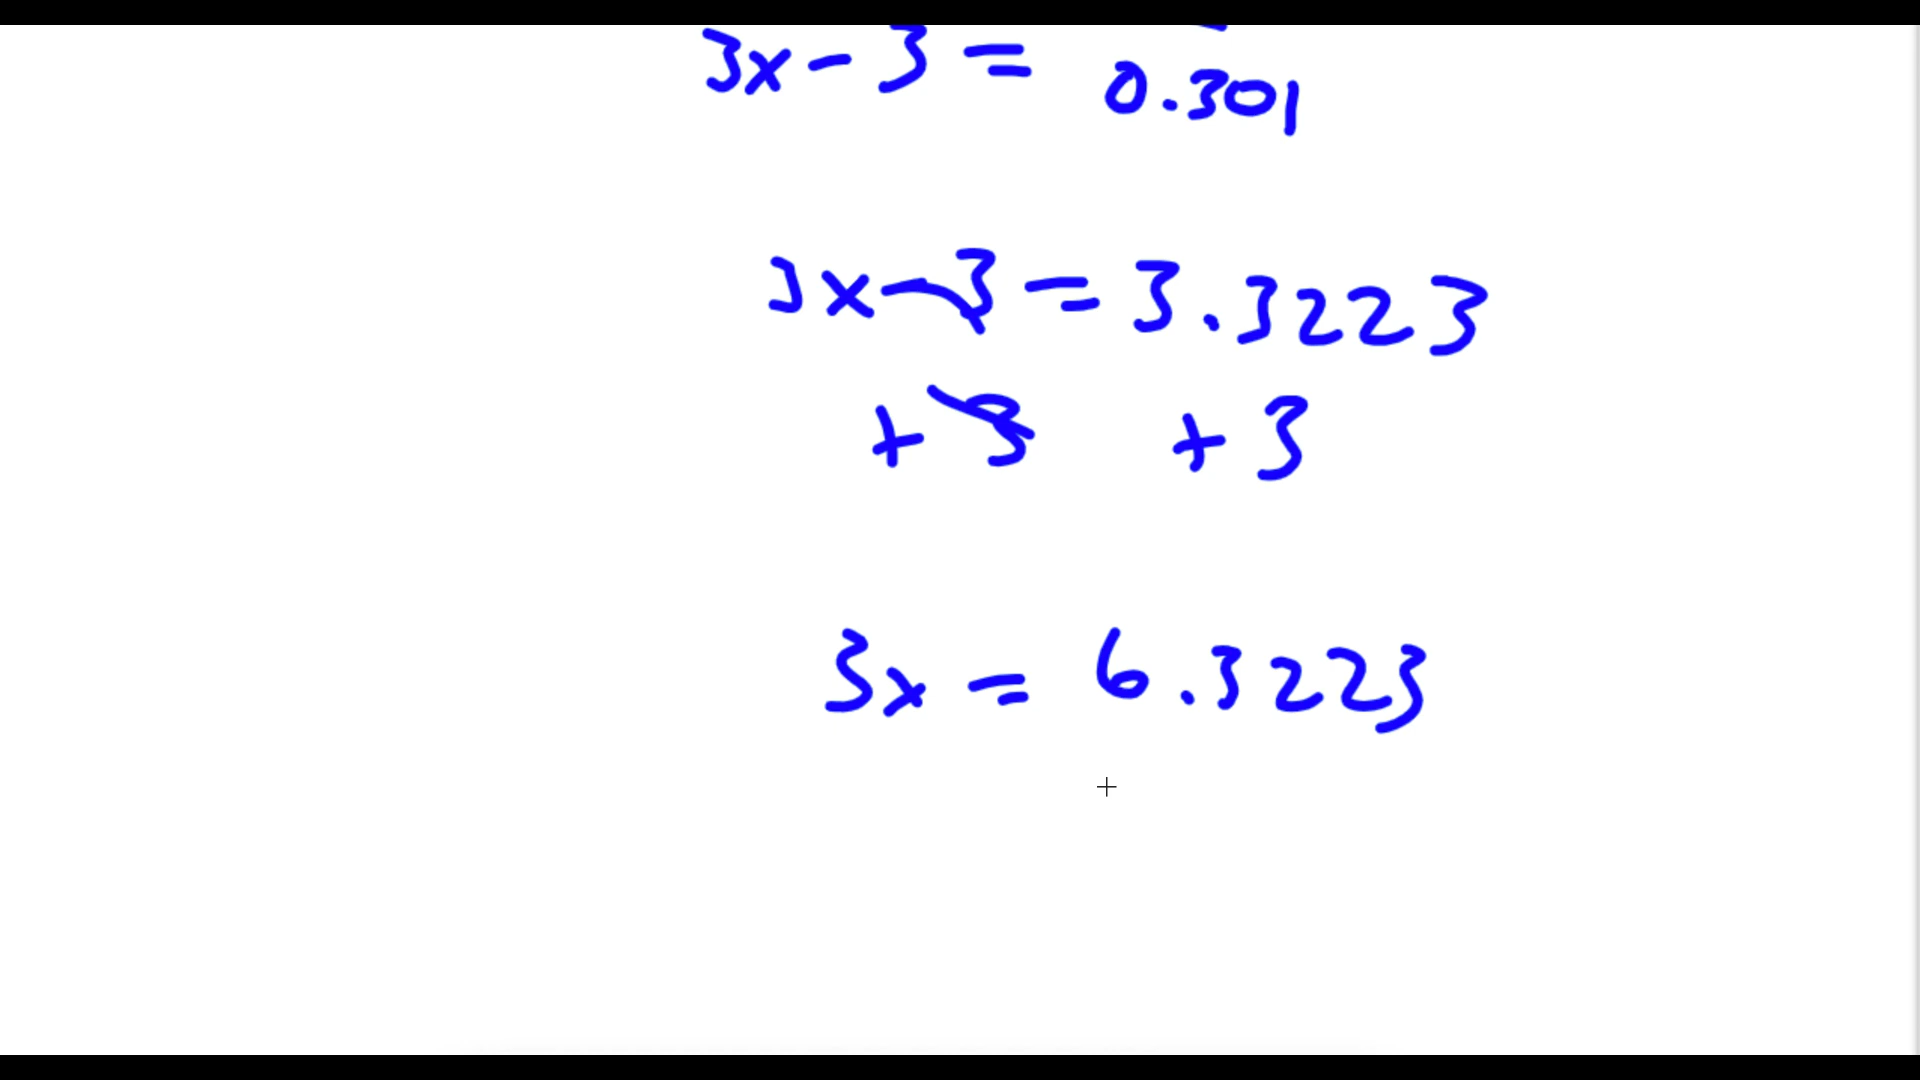 3x - 3 =
0.301
3x - 3 = 3.3223
+ 3 + 3
3x = 6.3223